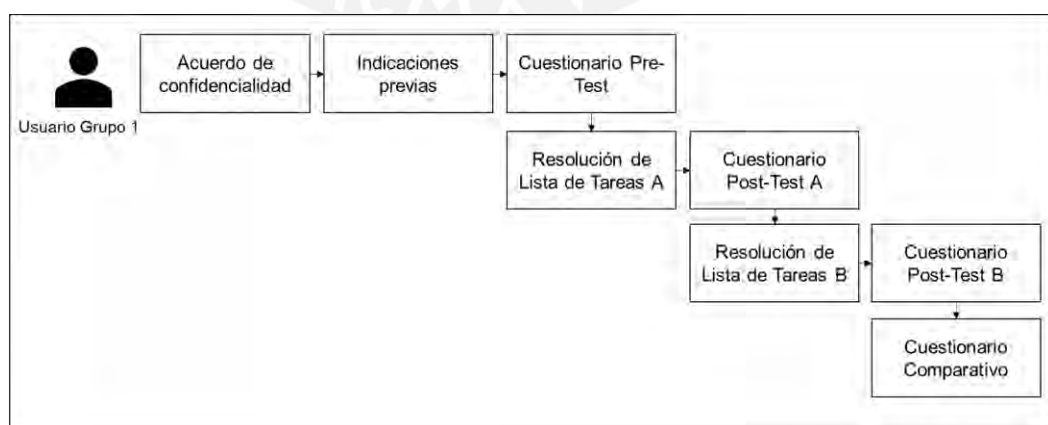 Acuerdo de
confidencialidad
Indicaciones
previas
Cuestionario Pre-
Test
Usuario Grupo 1
Resolución de
Lista de Tareas A
Cuestionario
Post-Test A
Resolución de
Lista de Tareas B
Cuestionario
Post-Test B
Cuestionario
Comparativo